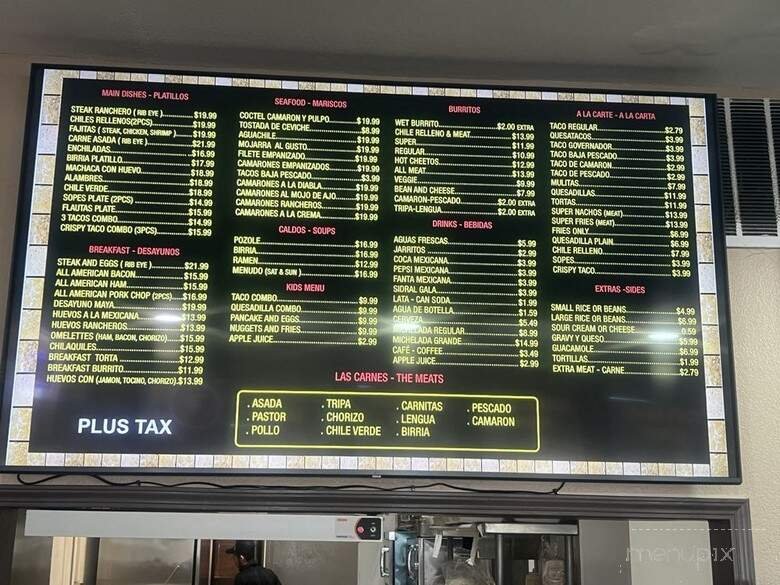 MAIN DISHES - PLATILLOS
STEAK RANCHERO ( RIB EYE )............$19.99
CHILES RELLENOS(2PCS)............$19.99
FAJITAS ( STEAK, CHICKEN, SHRIMP )......$19.99
CARNE ASADA ( RIB EYE )............$21.99
ENCHILADAS............$16.99
BIRRIA PLATILLO............$17.99
MACHACA CON HUEVO............$18.99
ALAMBRES............$18.99
CHILE VERDE............$18.99
SOPES PLATE (2PCS)............$14.99
FLAUTAS PLATE............$15.99
3 TACOS COMBO............$14.99
CRISPY TACO COMBO (3PCS)......$15.99
BREAKFAST - DESAYUNOS
STEAK AND EGGS ( RIB EYE )............$21.99
ALL AMERICAN BACON............$15.99
ALL AMERICAN HAM............$15.99
ALL AMERICAN PORK CHOP (2PCS)...$16.99
DESAYUNO MAYA............$19.99
HUEVOS A LA MEXICANA............$13.99
HUEVOS RANCHEROS............$13.99
OMELETTES (HAM, BACON, CHORIZO)...$15.99
CHILAQUILES............$15.99
BREAKFAST TORTA............$12.99
BREAKFAST BURRITO............$11.99
HUEVOS CON (JAMON, TOCINO, CHORIZO).$13.99
SEAFOOD - MARISCOS
COCTEL CAMARON Y PULPO............$19.99
TOSTADA DE CEVICHE............$8.99
AGUACHILE............$19.99
MOJARRA AL GUSTO............$19.99
FILETE EMPANIZADO............$19.99
CAMARONES EMPANIZADOS......$19.99
TACOS BAJA PESCADO............$3.99
CAMARONES A LA DIABLA......$19.99
CAMARONES AL MOJO DE AJO....$19.99
CAMARONES RANCHEROS......$19.99
CAMARONES A LA CREMA......$19.99
CALDOS - SOUPS
POZOLE............$16.99
BIRRIA............$16.99
RAMEN............$12.99
MENUDO (SAT & SUN )............$16.99
KIDS MENU
TACO COMBO............$9.99
QUESADILLA COMBO............$9.99
PANCAKE AND EGGS............$9.99
NUGGETS AND FRIES............$9.99
APPLE JUICE............$2.99
BURRITOS
WET BURRITO............$2.00 EXTRA
CHILE RELLENO & MEAT............$13.99
SUPER............$11.99
REGULAR............$10.99
HOT CHEETOS............$12.99
ALL MEAT............$13.99
VEGGIE............$9.99
BEAN AND CHEESE............$7.99
CAMARON-PESCADO............$2.00 EXTRA
TRIPA-LENGUA............$2.00 EXTRA
DRINKS - BEBIDAS
AGUAS FRESCAS............$5.99
JARRITOS............$2.99
COCA MEXICANA............$3.99
PEPSI MEXICANA............$3.99
FANTA MEXICANA............$3.99
SIDRAL GALA............$3.99
LATA - CAN SODA............$1.99
AGUA DE BOTELLA............$1.59
CERVEZA............$5.49
MICHELADA REGULAR............$8.99
MICHELADA GRANDE............$14.99
CAFÉ - COFFEE............$3.49
APPLE JUICE............$2.99
A LA CARTE - A LA CARTA
TACO REGULAR............$2.79
QUESATACOS............$3.99
TACO GOVERNADOR............$3.99
TACO BAJA PESCADO............$3.99
TACO DE CAMARON............$2.99
TACO DE PESCADO............$2.99
MULITAS............$7.99
QUESADILLAS............$11.99
TORTAS............$11.99
SUPER NACHOS (MEAT)............$13.99
SUPER FRIES (MEAT)............$13.99
FRIES ONLY............$6.99
QUESADILLA PLAIN............$6.99
CHILE RELLENO............$7.99
SOPES............$3.99
CRISPY TACO............$3.99
EXTRAS -SIDES
SMALL RICE OR BEANS............$4.99
LARGE RICE OR BEANS............$6.99
SOUR CREAM OR CHEESE............0.59
GRAVY Y QUESO............$5.99
GUACAMOLE............$6.99
TORTILLAS............$1.99
EXTRA MEAT - CARNE............$2.79
LAS CARNES - THE MEATS
. ASADA . TRIPA . CARNITAS . PESCADO
. PASTOR . CHORIZO . LENGUA . CAMARON
. POLLO . CHILE VERDE . BIRRIA
PLUS TAX
menupix